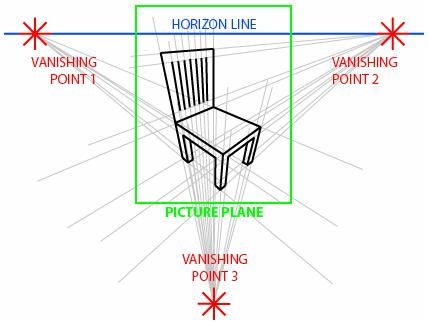 HORIZON LINE
VANISHING
POINT 1
VANISHING
POINT 2
PICTURE PLANE
VANISHING
POINT 3